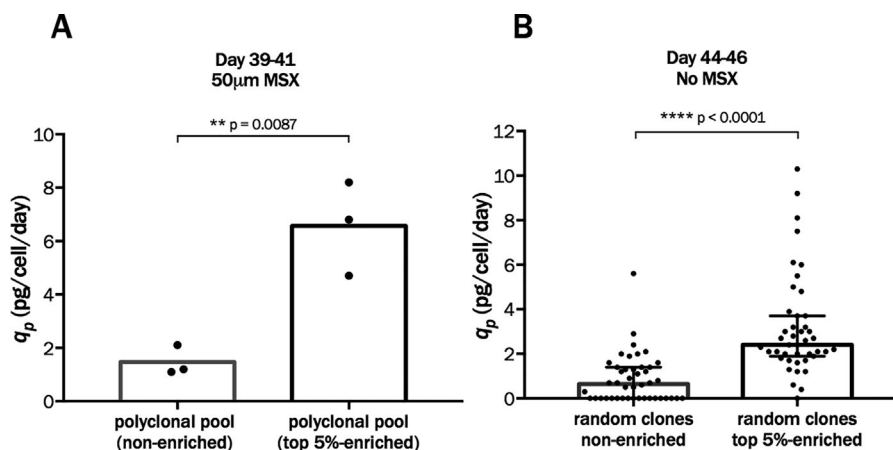 A
Day 39-41
50μm MSX
** p = 0.0087
10
8
6
4
2
0
qp (pg/cell/day)
polyclonal pool
(non-enriched)
polyclonal pool
(top 5%-enriched)
B
Day 44-46
No MSX
**** p < 0.0001
12
10
8
6
4
2
0
qp (pg/cell/day)
random clones
non-enriched
random clones
top 5%-enriched